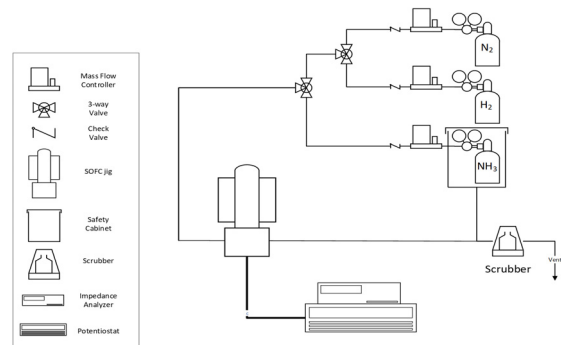 Mass Flow
Controller
3-way
Valve
Check
Valve
SOFC jig
Safety
Cabinet
Scrubber
Impedance
Analyzer
Potentiostat
N₂
H₂
NH₃
Scrubber
Vent